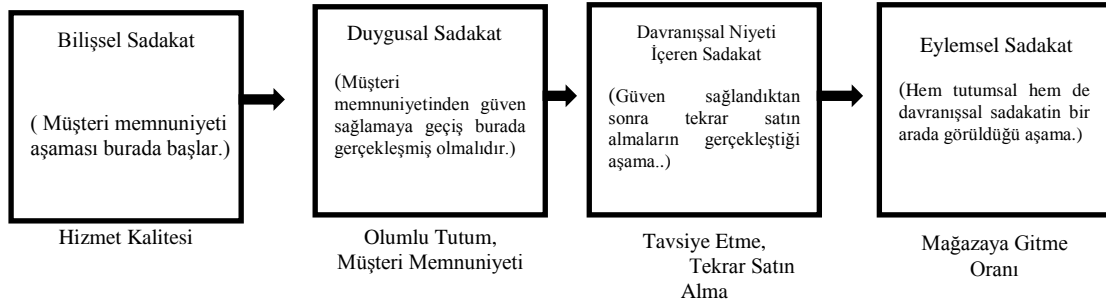 Bilişsel Sadakat
( Müşteri memnuniyeti
aşaması burada başlar.)
Hizmet Kalitesi
Duygusal Sadakat
(Müşteri
memnuniyetinden güven
sağlamaya geçiş burada
gerçekleşmiş olmalıdır.)
Olumlu Tutum,
Müşteri Memnuniyeti
Davranışsal Niyeti
İçeren Sadakat
(Güven sağlandıktan
sonra tekrar satın
almaların gerçekleştiği
aşama..)
Tavsiye Etme,
Tekrar Satın
Alma
Eylemsel Sadakat
(Hem tutumsal hem de
davranışsal sadakatin bir
arada görüldüğü aşama.)
Mağazaya Gitme
Oranı